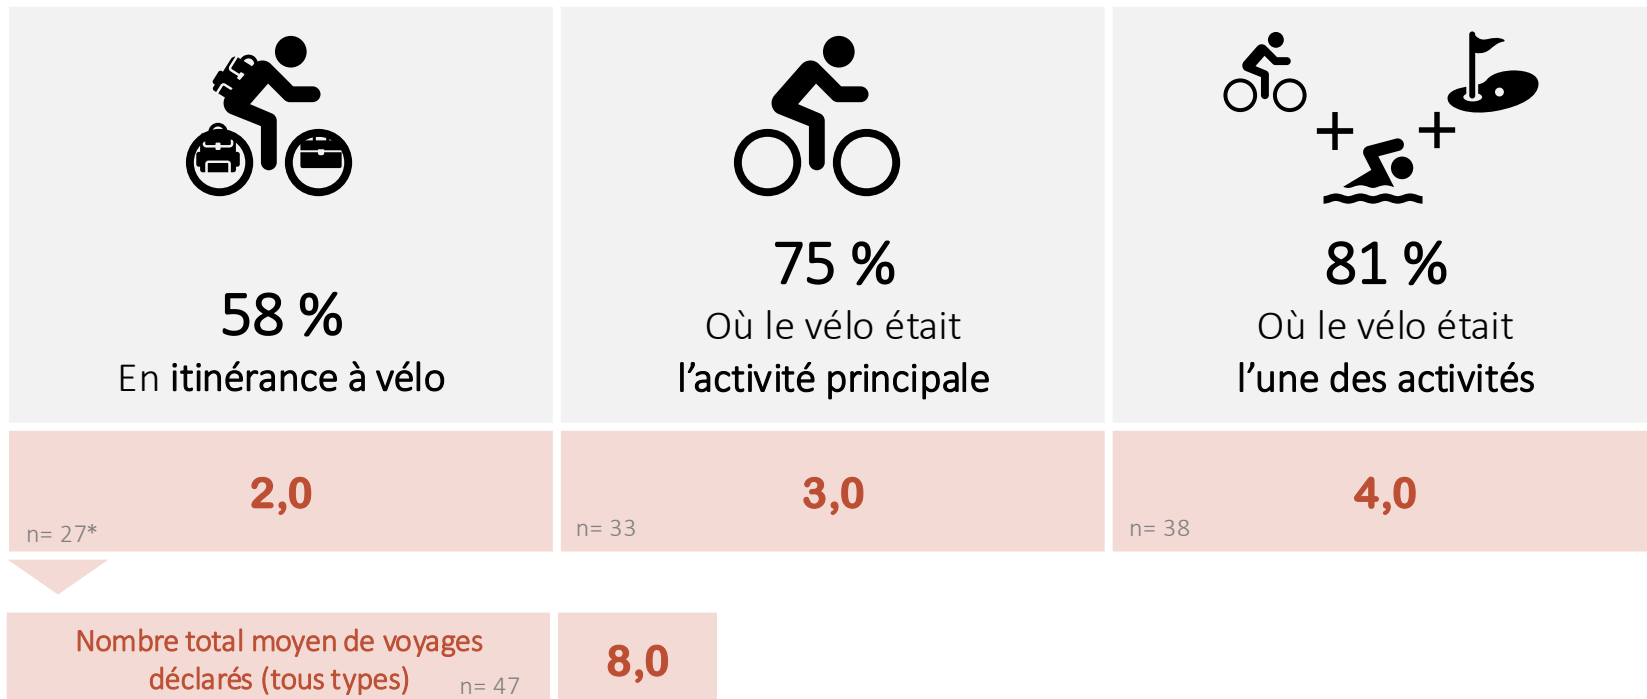 58 %
En itinérance à vélo
75 %
Où le vélo était
l’activité principale
81 %
Où le vélo était
l’une des activités
2,0
n= 27*
3,0
n= 33
4,0
n= 38
Nombre total moyen de voyages
déclarés (tous types)
n= 47
8,0